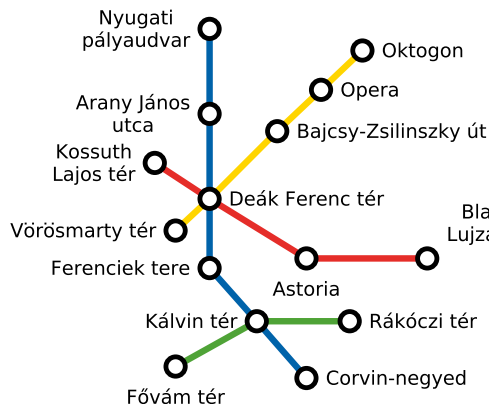 Nyugati
pályaudvar
Oktogon
Opera
Arany János
utca
Bajcsy-Zsilinszky út
Kossuth
Lajos tér
Deák Ferenc tér
Vörösmarty tér
Ferenciek tere
Astoria
Kálvin tér
Rákóczi tér
Fővám tér
Corvin-negyed